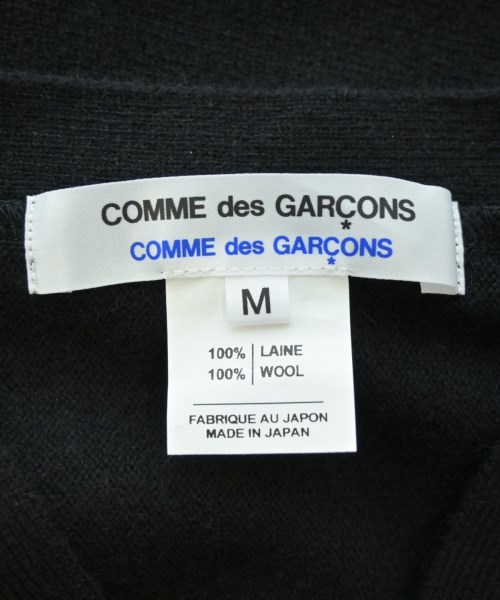 COMME des GARÇONS
*
COMME des GARÇONS
*
M
100% | LAINE
100% | WOOL
FABRIQUE AU JAPON
MADE IN JAPAN